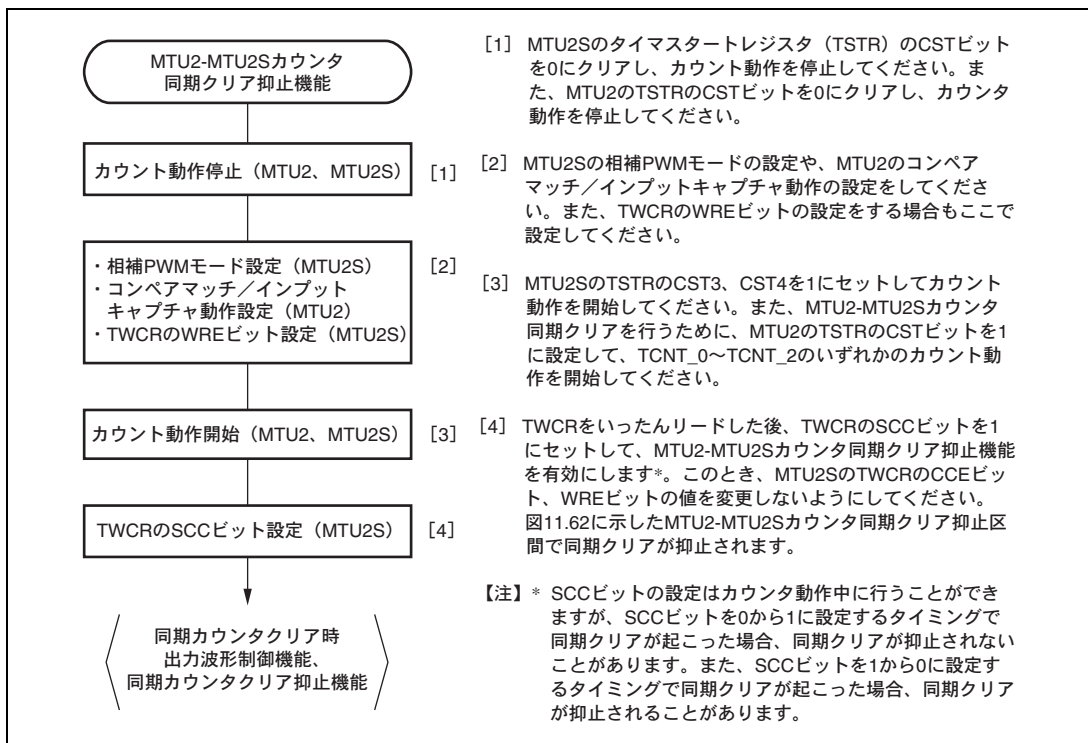 MTU2-MTU2Sカウンタ
同期クリア抑止機能
カウント動作停止（MTU2、MTU2S）
[1]
・相補PWMモード設定（MTU2S）
・コンペアマッチ／インプット
キャプチャ動作設定（MTU2）
・TWCRのWREビット設定（MTU2S）
[2]
カウント動作開始（MTU2、MTU2S）
[3]
TWCRのSCCビット設定（MTU2S）
[4]
同期カウンタクリア時
出力波形制御機能、
同期カウンタクリア抑止機能
[1] MTU2Sのタイマスタートレジスタ（TSTR）のCSTビット
を0にクリアし、カウント動作を停止してください。ま
た、MTU2のTSTRのCSTビットを0にクリアし、カウンタ
動作を停止してください。
[2] MTU2Sの相補PWMモードの設定や、MTU2のコンペア
マッチ／インプットキャプチャ動作の設定をしてくださ
い。また、TWCRのWREビットの設定をする場合もここで
設定してください。
[3] MTU2SのTSTRのCST3、CST4を1にセットしてカウント
動作を開始してください。また、MTU2-MTU2Sカウンタ
同期クリアを行うために、MTU2のTSTRのCSTビットを1
に設定して、TCNT_0～TCNT_2のいずれかのカウント動
作を開始してください。
[4] TWCRをいったんリードした後、TWCRのSCCビットを1
にセットして、MTU2-MTU2Sカウンタ同期クリア抑止機能
を有効にします*。このとき、MTU2SのTWCRのCCEビッ
ト、WREビットの値を変更しないようにしてください。
図11.62に示したMTU2-MTU2Sカウンタ同期クリア抑止区
間で同期クリアが抑止されます。
【注】* SCCビットの設定はカウンタ動作中に行うことができ
ますが、SCCビットを0から1に設定するタイミングで
同期クリアが起こった場合、同期クリアが抑止されない
ことがあります。また、SCCビットを1から0に設定す
るタイミングで同期クリアが起こった場合、同期クリア
が抑止されることがあります。